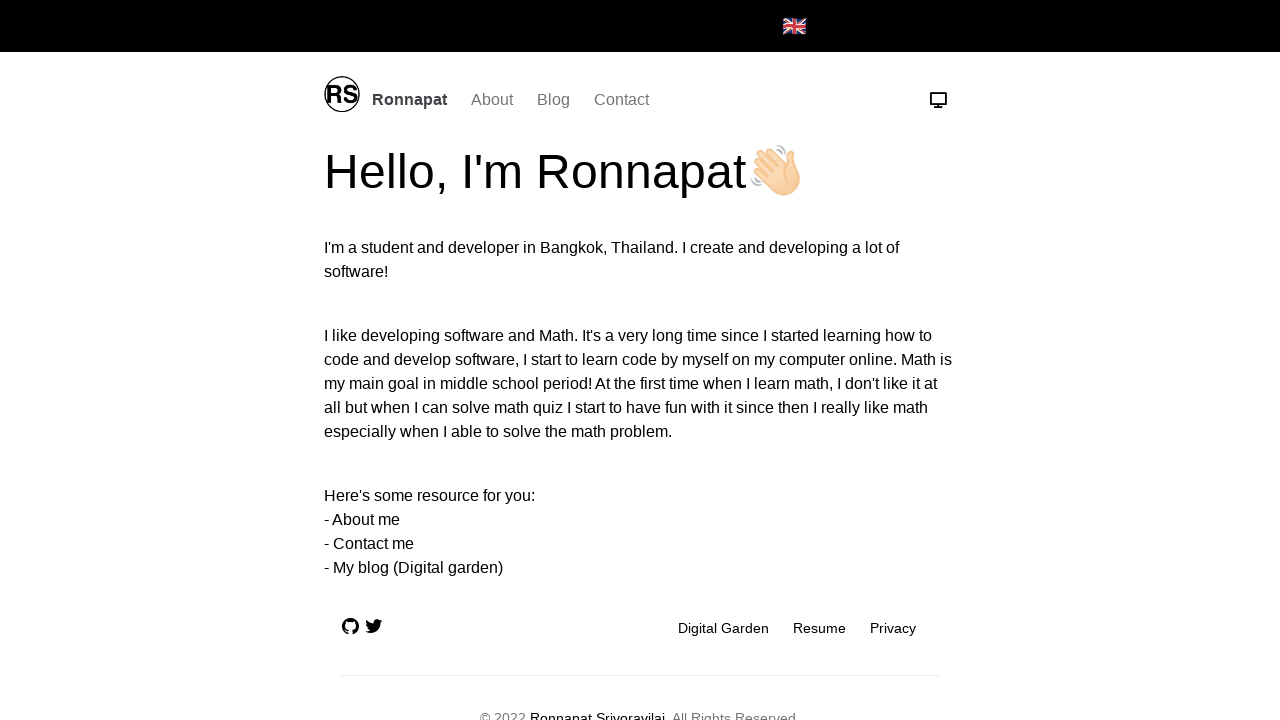 RS Ronnapat About Blog Contact
Hello, I'm Ronnapat👋🏻
I'm a student and developer in Bangkok, Thailand. I create and developing a lot of
software!
I like developing software and Math. It's a very long time since I started learning how to
code and develop software, I start to learn code by myself on my computer online. Math is
my main goal in middle school period! At the first time when I learn math, I don't like it at
all but when I can solve math quiz I start to have fun with it since then I really like math
especially when I able to solve the math problem.
Here's some resource for you:
- About me
- Contact me
- My blog (Digital garden)
Digital Garden Resume Privacy
© 2022 Ronnapat Srivoravilai. All Rights Reserved